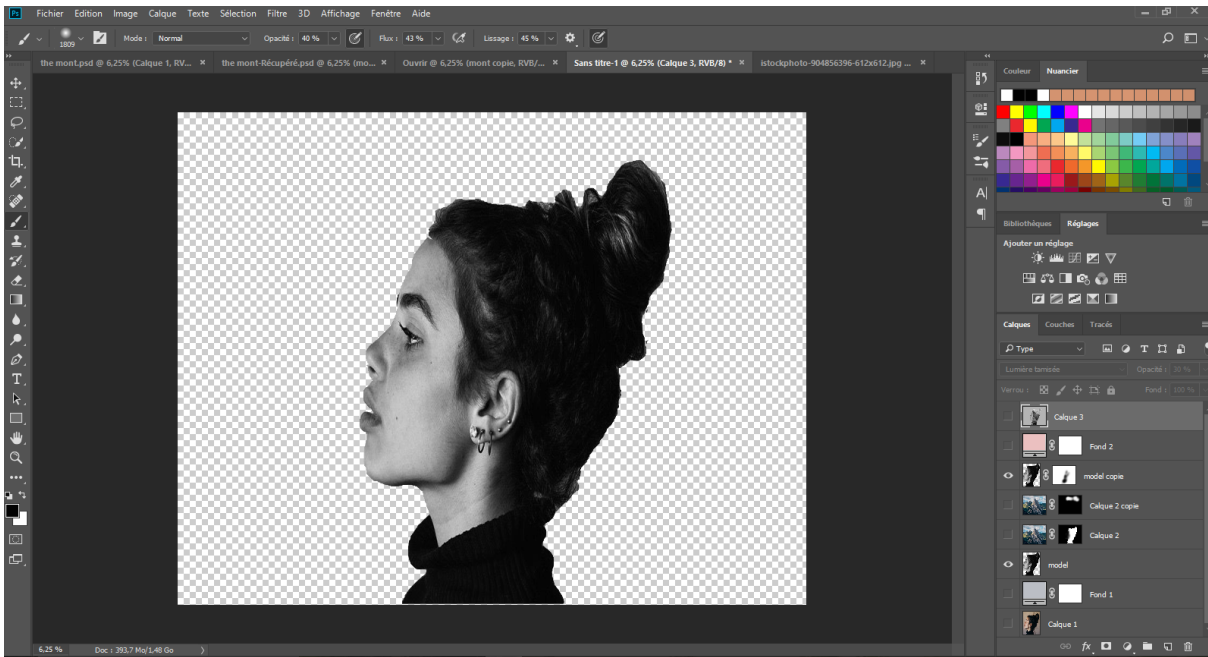 Ps Fichier Edition Image Calque Texte Sélection Filtre 3D Affichage Fenêtre Aide
1809 Mode : Normal Opacité : 40 % Flux : 43 % Lissage : 45 %
the mont.psd @ 6,25% (Calque 1, RV... × the mont-Récupéré.psd @ 6,25% (mo... × Ouvrir @ 6,25% (mont copie, RVB/... × Sans titre-1 @ 6,25% (Calque 3, RVB/8) * × istockphoto-904856396-612x612.jpg ... ×
Couleur Nuancier
Bibliothèques Réglages
Ajouter un réglage
Calques Couches Tracés
Type
Lumière tamisée Opacité : 35 %
Verrou : Fond : 100 %
Calque 3
Fond 2
model copie
Calque 2 copie
Calque 2
model
Fond 1
Calque 1
fx
6,25 % Doc : 393,7 Mo/1,48 Go